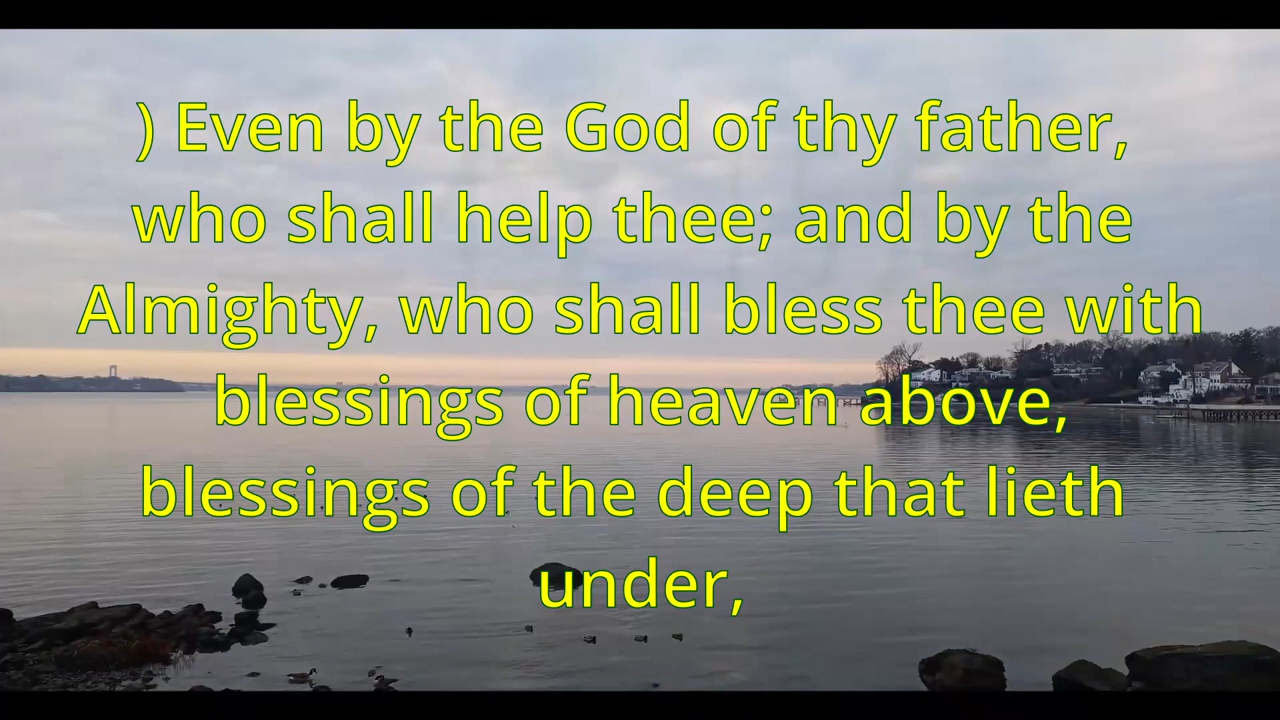 ) Even by the God of thy father,
who shall help thee; and by the
Almighty, who shall bless thee with
blessings of heaven above,
blessings of the deep that lieth
under,